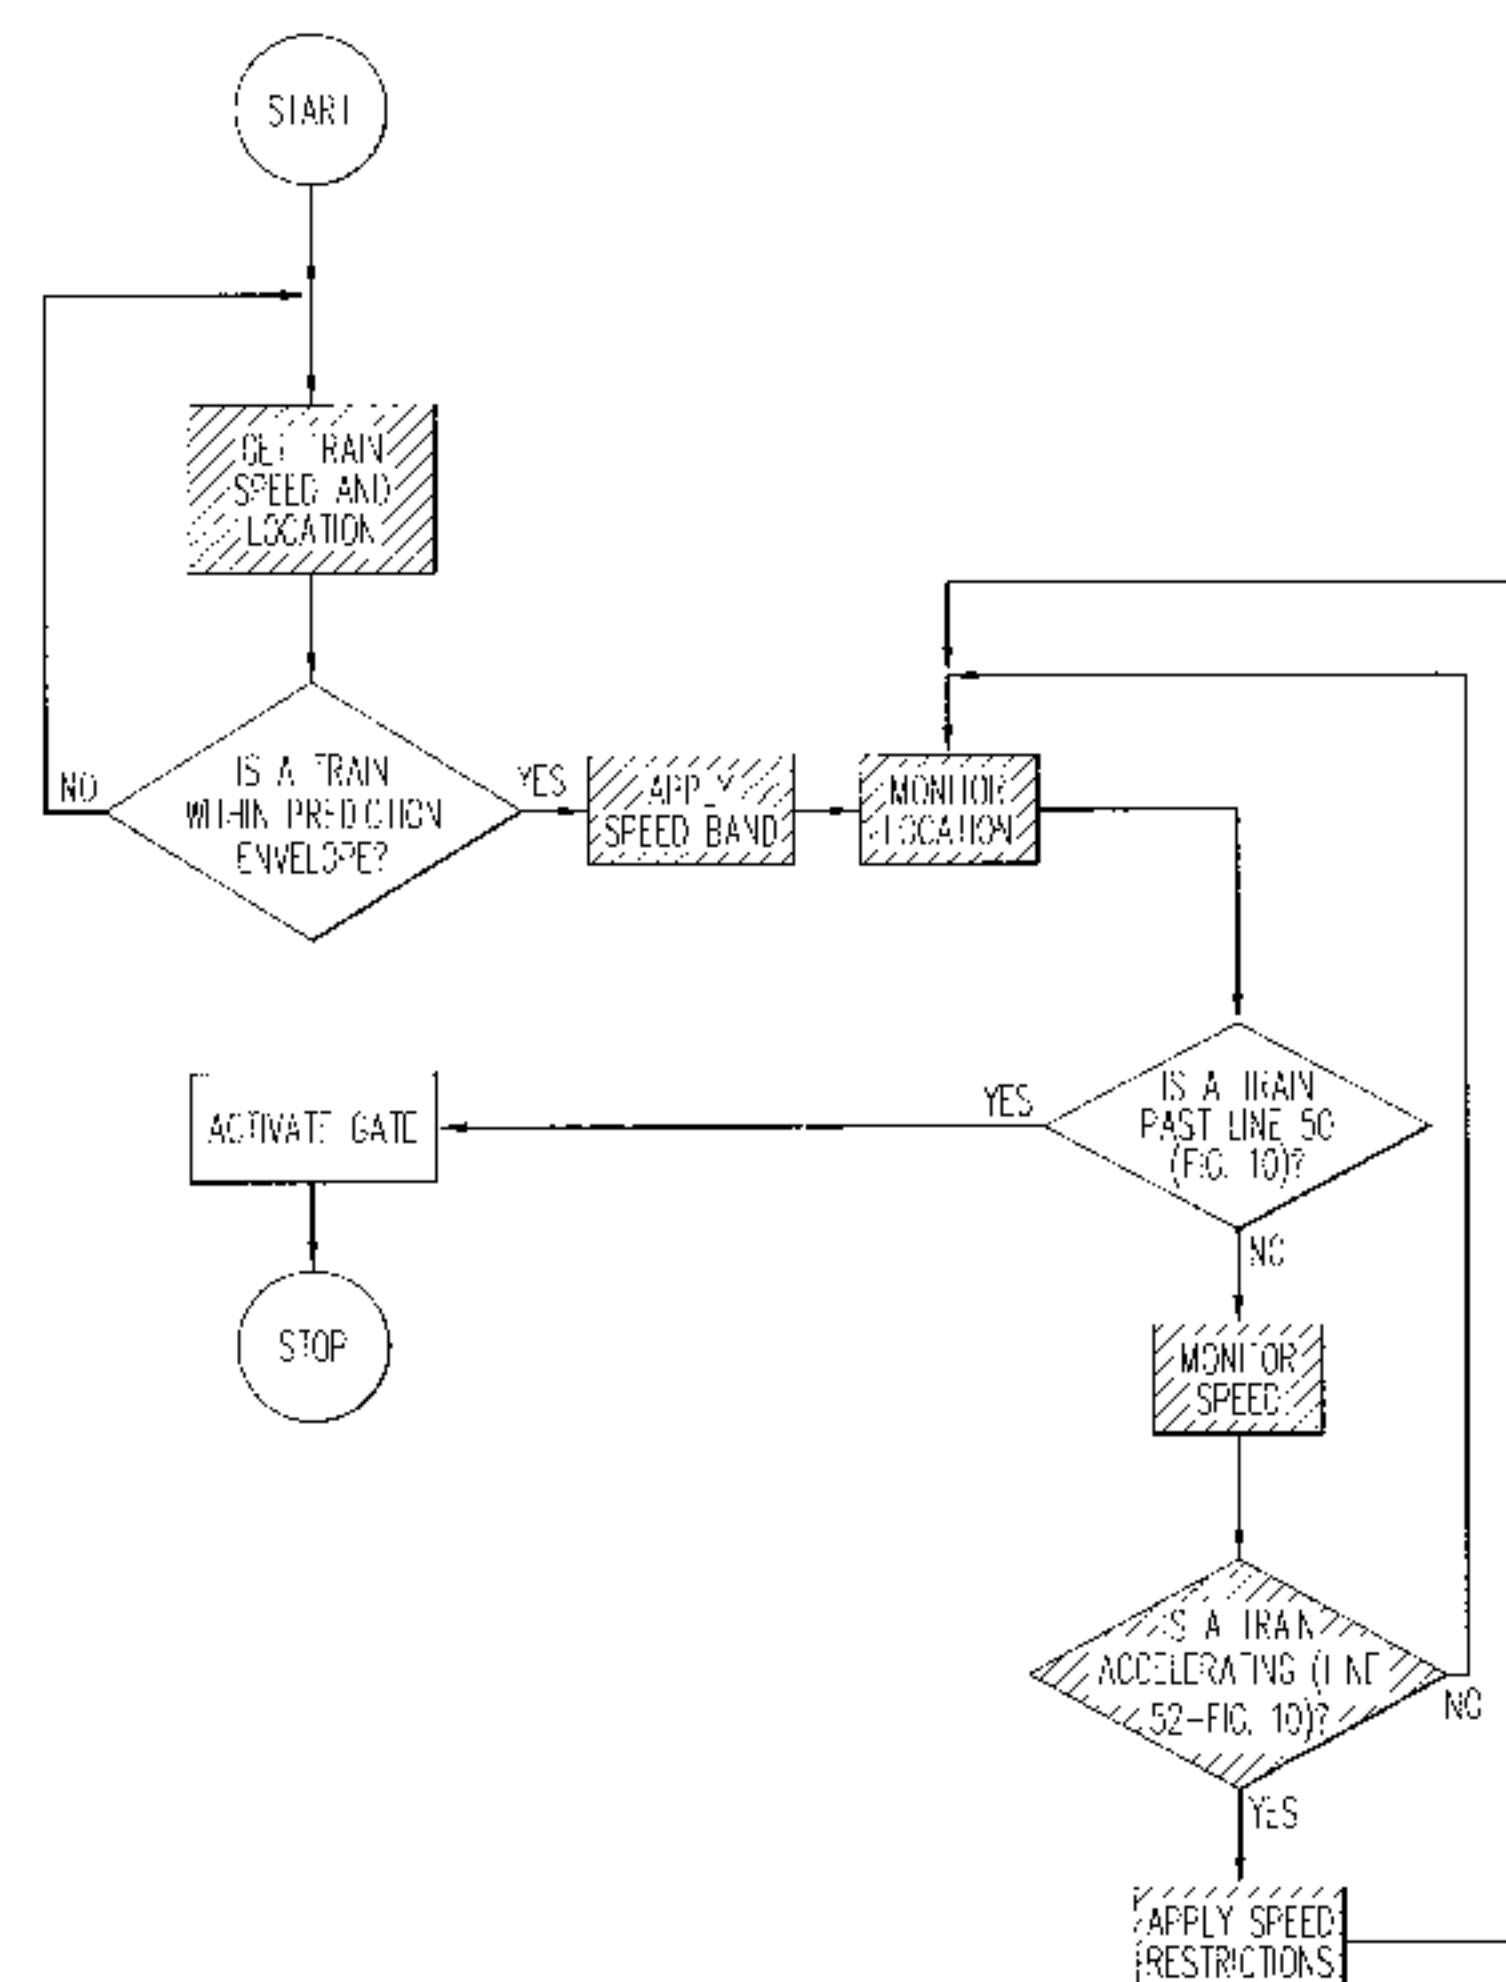 START
GET TRAIN
SPEED AND
LOCATION
IS A TRAIN
WITHIN PREDICTION
ENVELOPE?
NO
YES
APPLY
SPEED BAND
MONITOR
LOCATION
IS A TRAIN
PAST LINE 50
(FIG. 10)?
YES
NO
ACTIVATE GATE
STOP
MONITOR
SPEED
IS A TRAIN
ACCELERATING (LINE
52-FIG. 10)?
NO
YES
APPLY SPEED
RESTRICTIONS